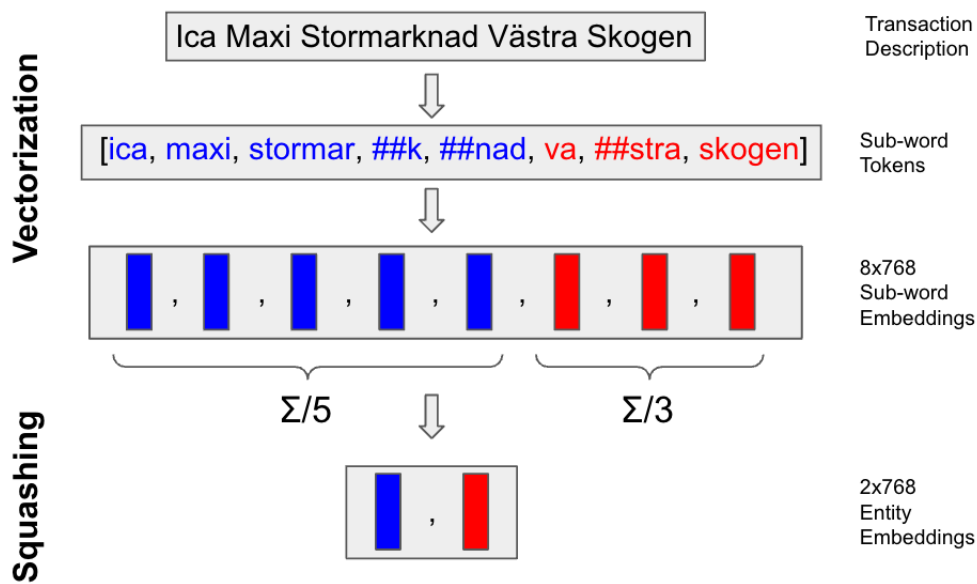 Ica Maxi Stormarknad Västra Skogen
Transaction
Description
Vectorization
[ica, maxi, stormar, ##k, ##nad, va, ##stra, skogen]
Sub-word
Tokens
, , , , , , ,
8x768
Sub-word
Embeddings
Σ/5
Σ/3
Squashing
,
2x768
Entity
Embeddings